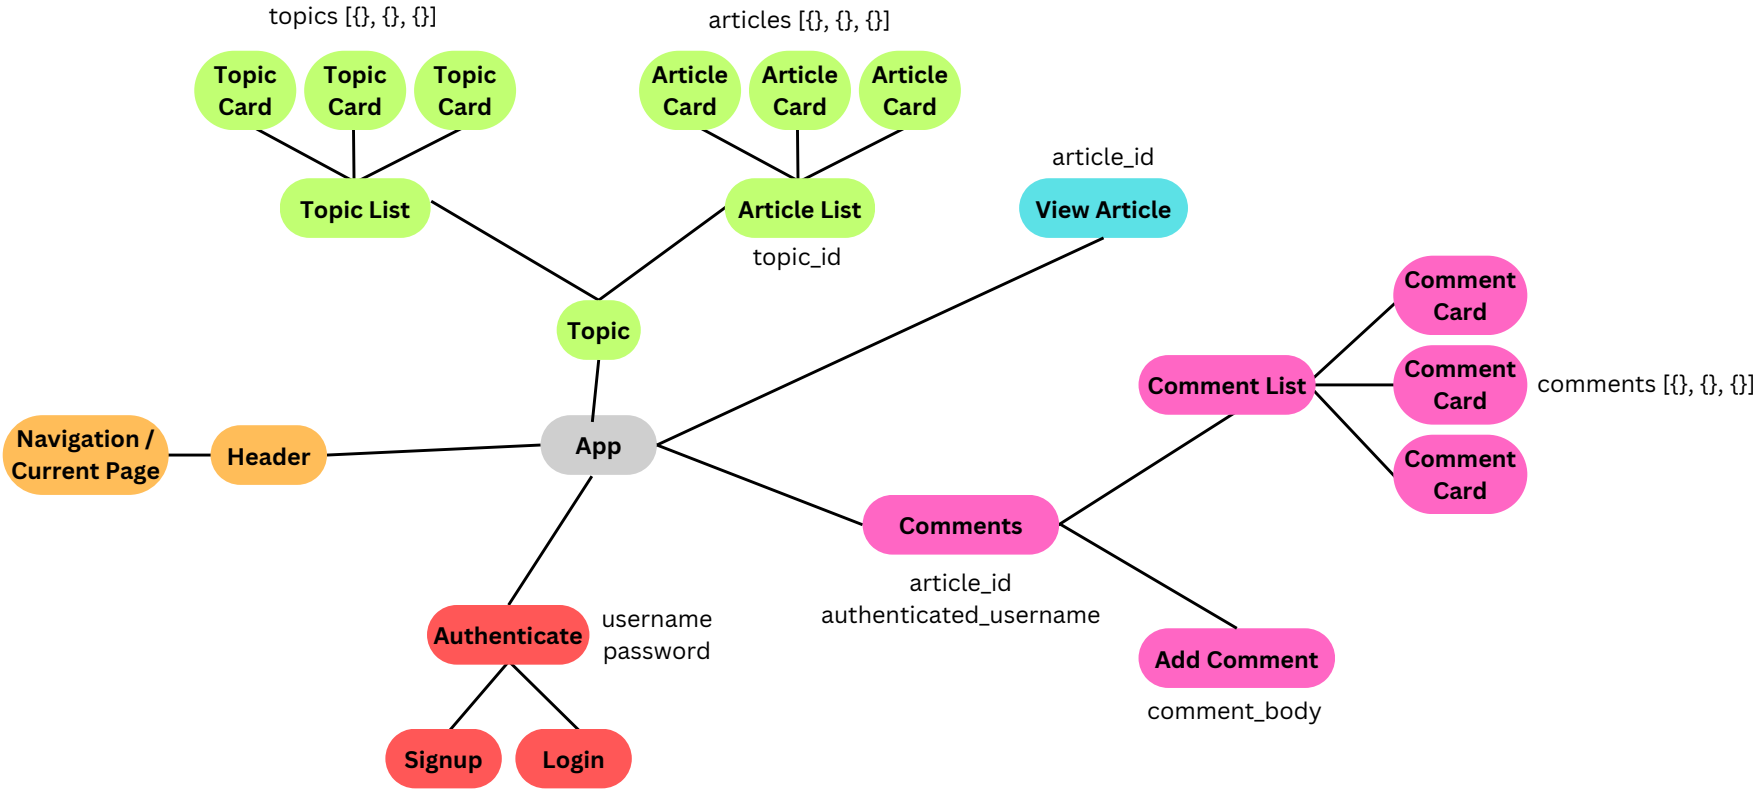 topics [{}, {}, {}]
articles [{}, {}, {}]
Topic
Card
Topic
Card
Topic
Card
Article
Card
Article
Card
Article
Card
article_id
Topic List
Article List
View Article
topic_id
Comment
Card
Topic
Comment List
Comment
Card
comments [{}, {}, {}]
Navigation /
Current Page
Header
App
Comment
Card
Comments
article_id
authenticated_username
Authenticate
username
password
Add Comment
comment_body
Signup
Login